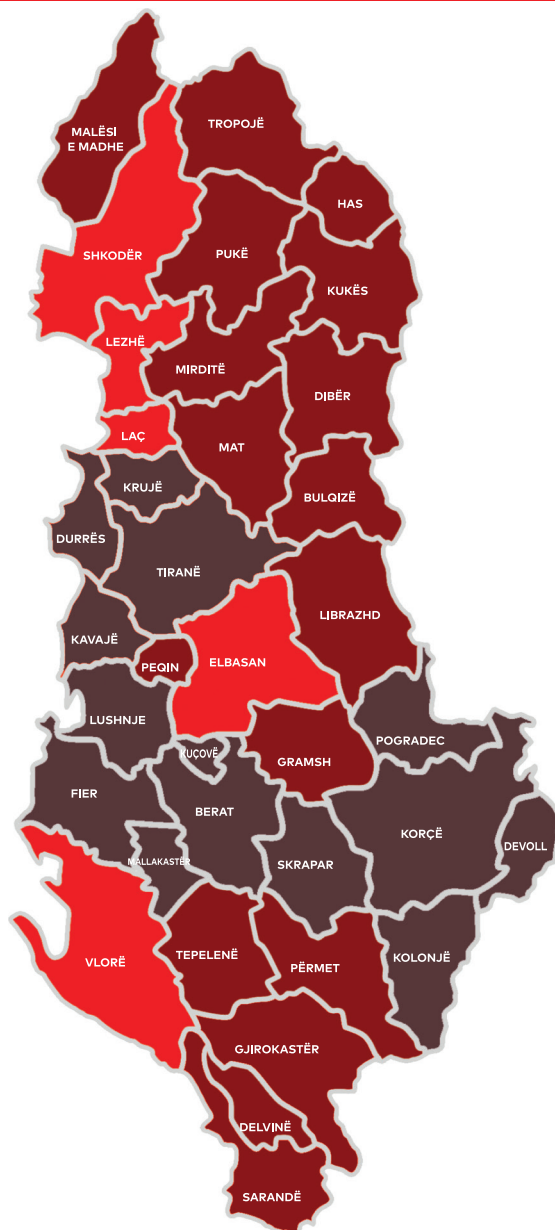 TROPOJË
MALËSI
E MADHE
HAS
SHKODËR
PUKË
KUKËS
LEZHË
MIRDITË
DIBËR
LAÇ
MAT
KRUJË
BULQIZË
DURRËS
TIRANË
LIBRAZHD
KAVAJË
PEQIN
ELBASAN
LUSHNJE
POGRADEC
KUÇOVË
GRAMSH
FIER
BERAT
KORÇË
DEVOLL
MALLAKASTËR
SKRAPAR
VLORË
TEPELENË
PËRMET
KOLONJË
GJIROKASTËR
DELVINË
SARANDË